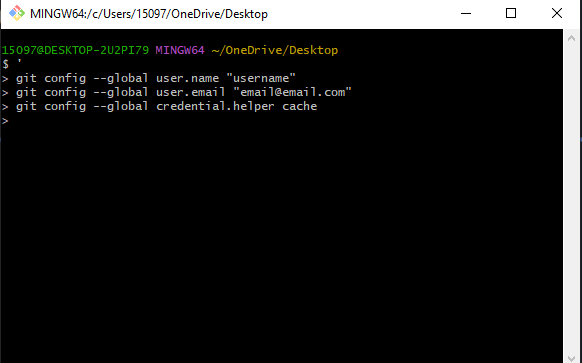 MINGW64:/c/Users/15097/OneDrive/Desktop
15097@DESKTOP-2U2PI79 MINGW64 ~/OneDrive/Desktop
$ '
> git config --global user.name "username"
> git config --global user.email "email@email.com"
> git config --global credential.helper cache
>